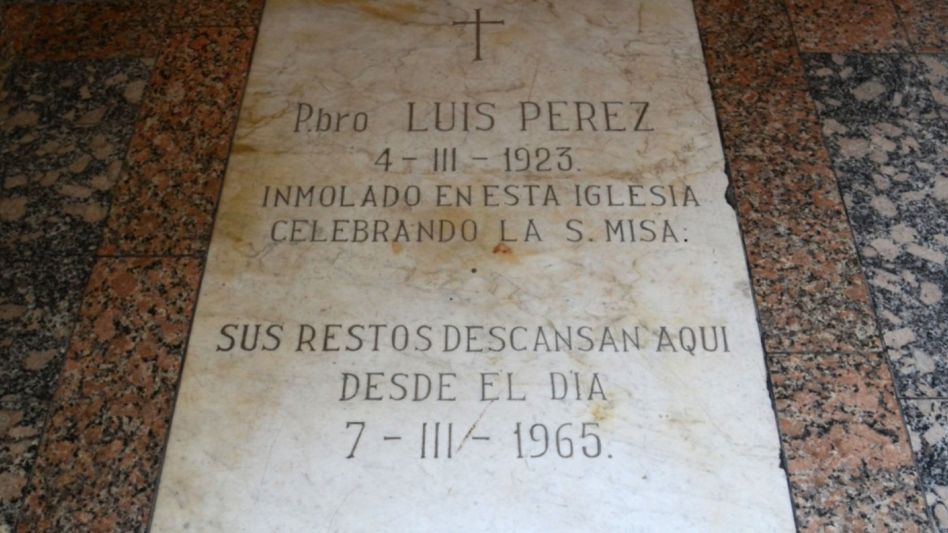 P.bro LUIS PEREZ
4 - III - 1923.
INMOLADO EN ESTA IGLESIA
CELEBRANDO LA S. MISA:
SUS RESTOS DESCANSAN AQUI
DESDE EL DIA
7 - III - 1965.